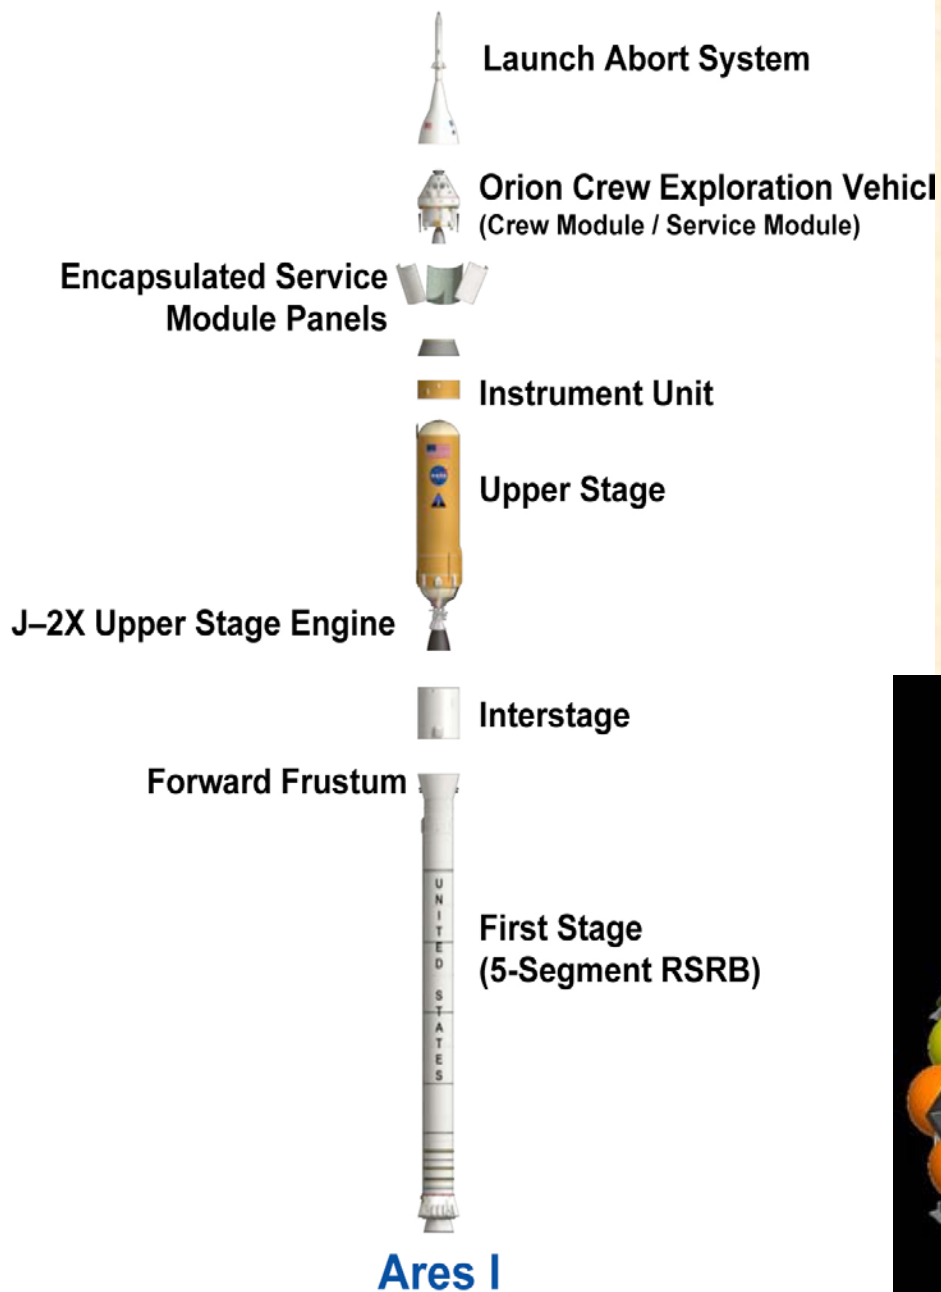 Launch Abort System
Orion Crew Exploration Vehicl
(Crew Module / Service Module)
Encapsulated Service
Module Panels
Instrument Unit
Upper Stage
J–2X Upper Stage Engine
Interstage
Forward Frustum
UNITED STATES
First Stage
(5-Segment RSRB)
Ares I